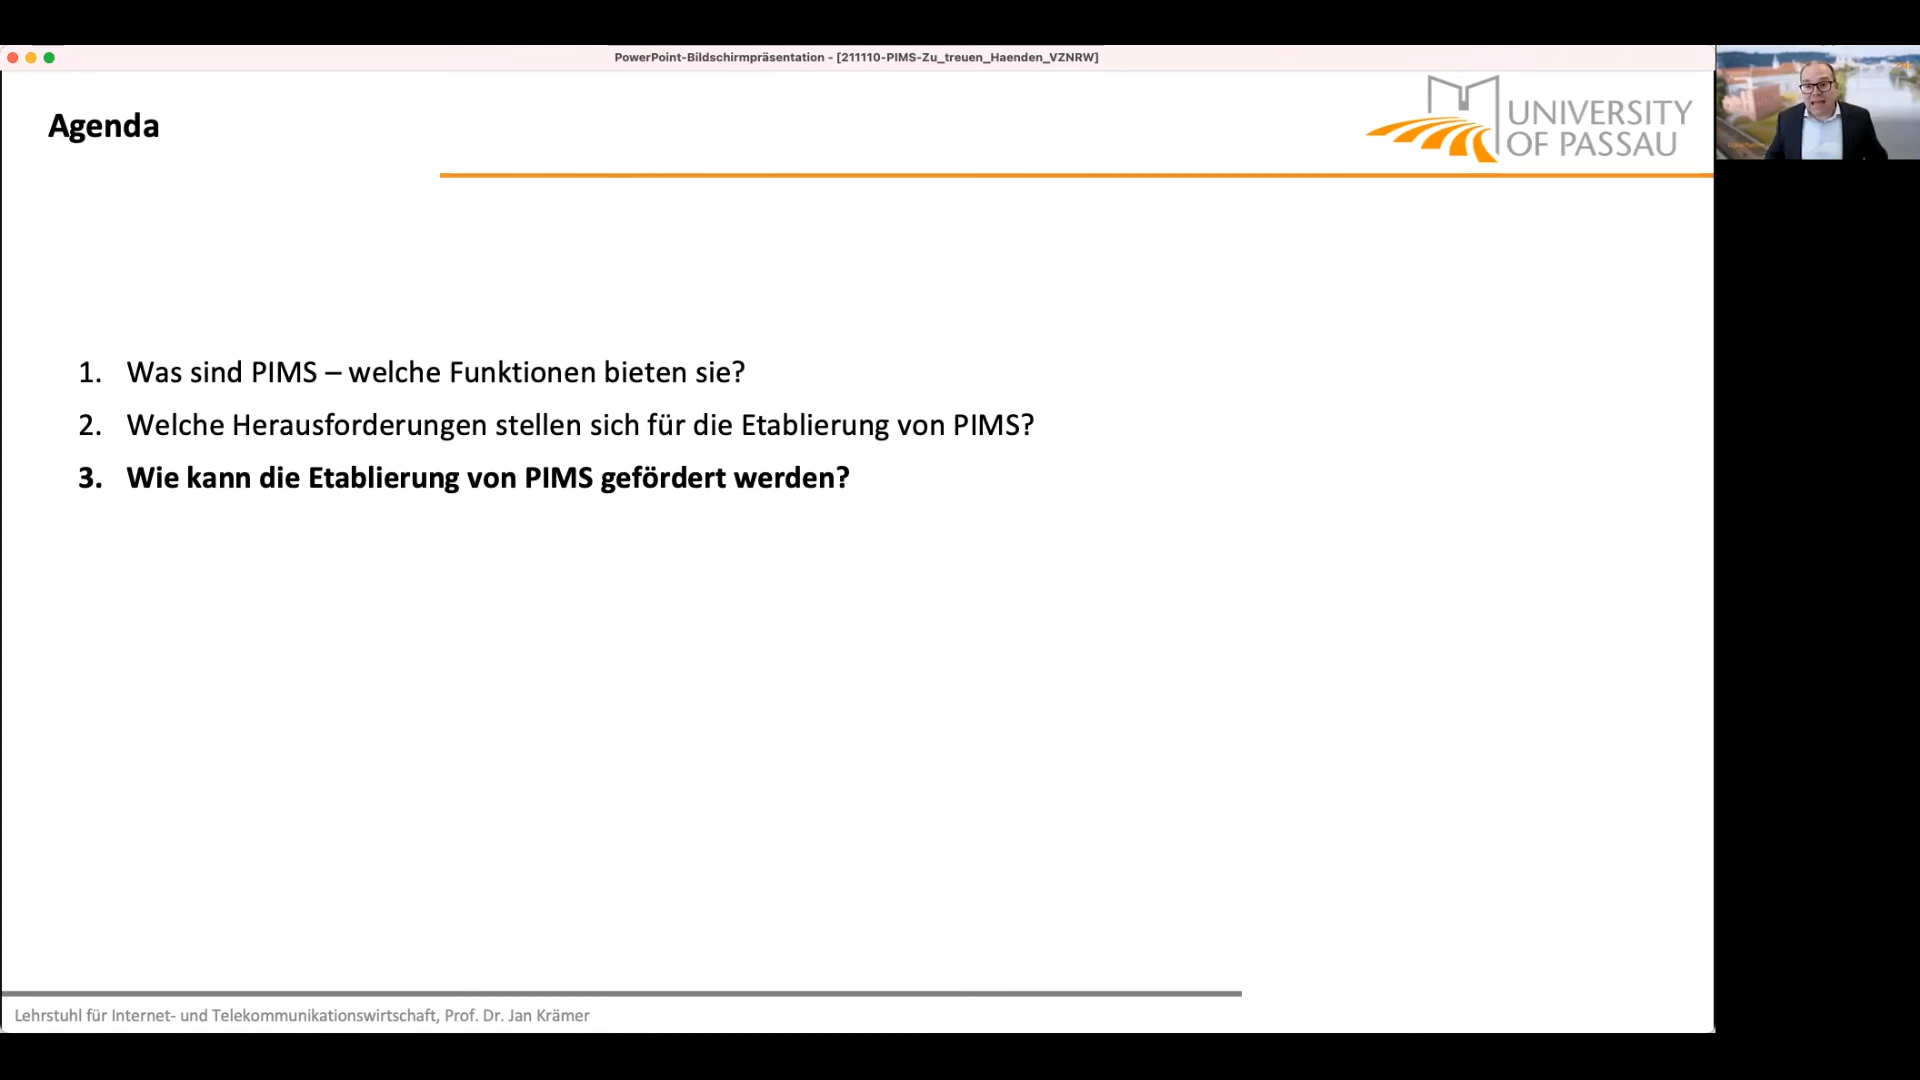 PowerPoint-Bildschirmpräsentation - [211110-PIMS-Zu_treuen_Haenden_VZNRW]
Agenda
UNIVERSITY
OF PASSAU
1. Was sind PIMS – welche Funktionen bieten sie?
2. Welche Herausforderungen stellen sich für die Etablierung von PIMS?
3. Wie kann die Etablierung von PIMS gefördert werden?
Lehrstuhl für Internet- und Telekommunikationswirtschaft, Prof. Dr. Jan Krämer